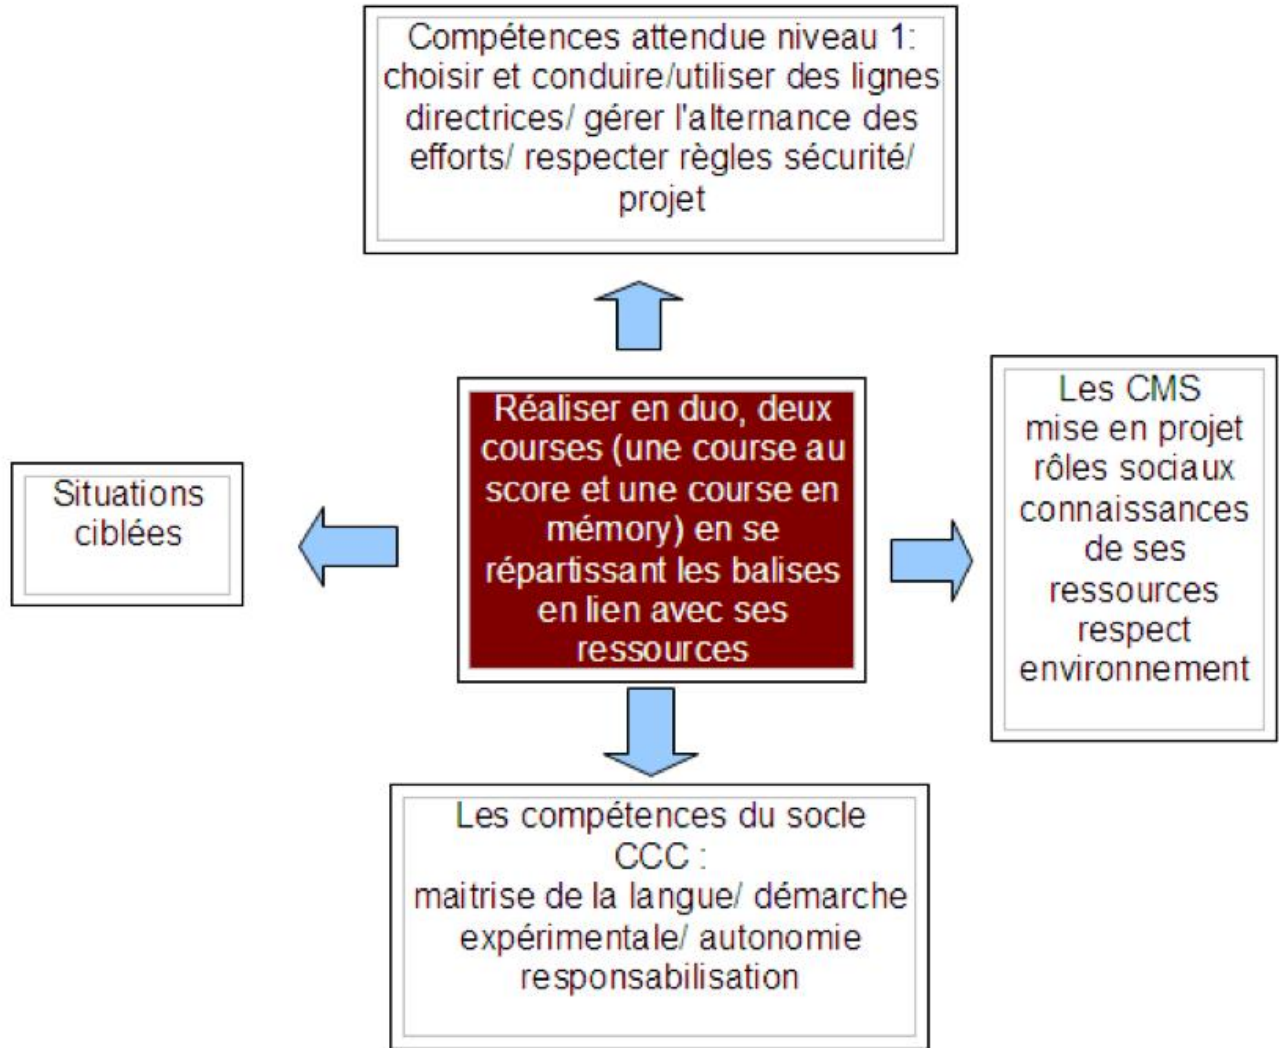 Compétences attendue niveau 1:
choisir et conduire/utiliser des lignes
directrices/ gérer l'alternance des
efforts/ respecter règles sécurité/
projet
Réaliser en duo, deux
courses (une course au
score et une course en
mémory) en se
répartissant les balises
en lien avec ses
ressources
Situations
ciblées
Les CMS
mise en projet
rôles sociaux
connaissances
de ses
ressources
respect
environnement
Les compétences du socle
CCC :
maitrise de la langue/ démarche
expérimentale/ autonomie
responsabilisation